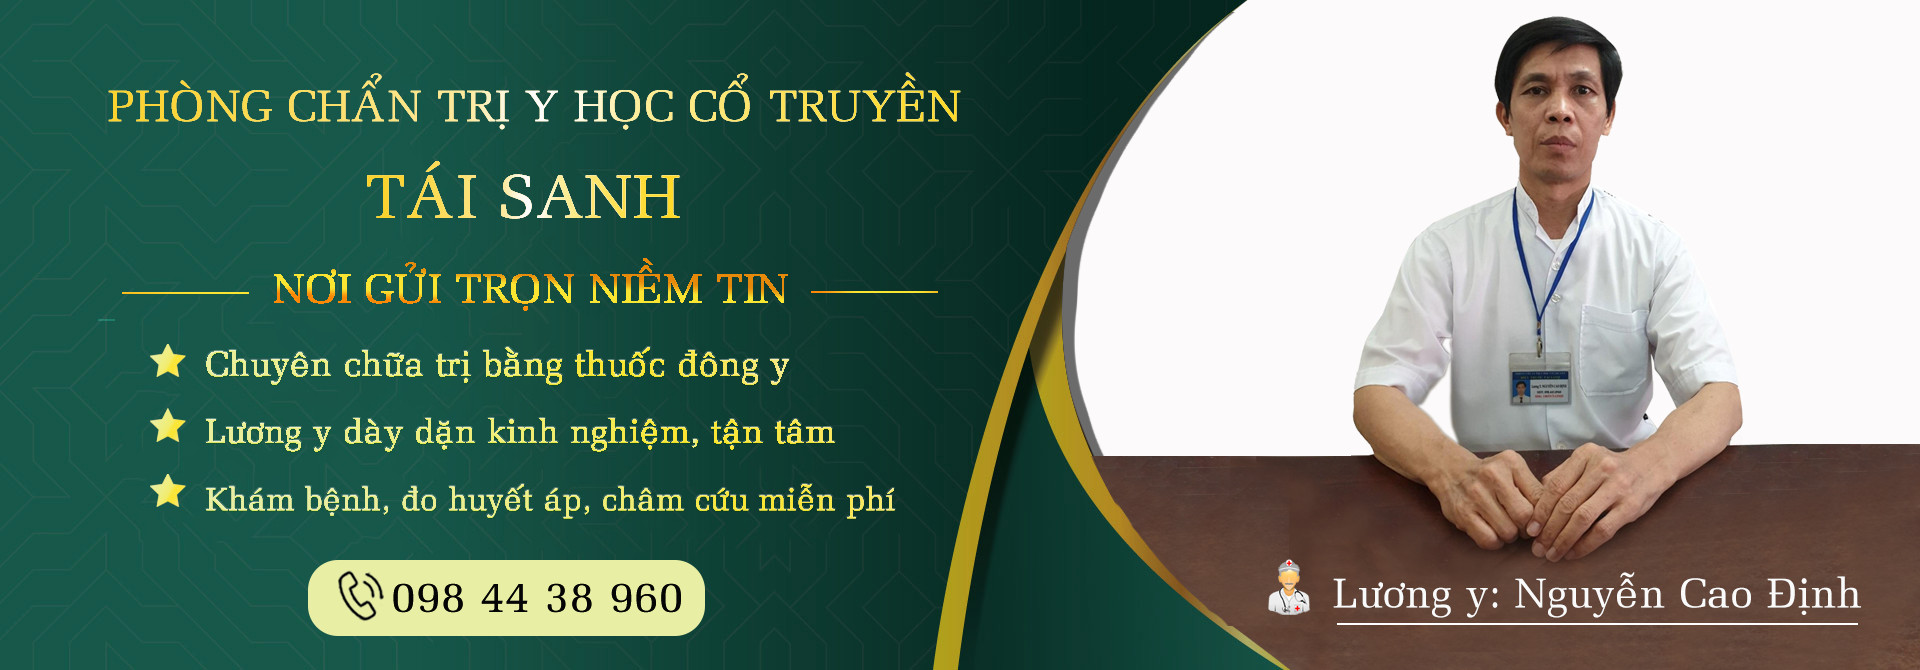 PHÒNG CHẨN TRỊ Y HỌC CỔ TRUYỀN
TÁI SANH
NƠI GỬI TRỌN NIỀM TIN
Chuyên chữa trị bằng thuốc đông y
Lương y dày dặn kinh nghiệm, tận tâm
Khám bệnh, đo huyết áp, châm cứu miễn phí
098 44 38 960
Lương y: Nguyễn Cao Định